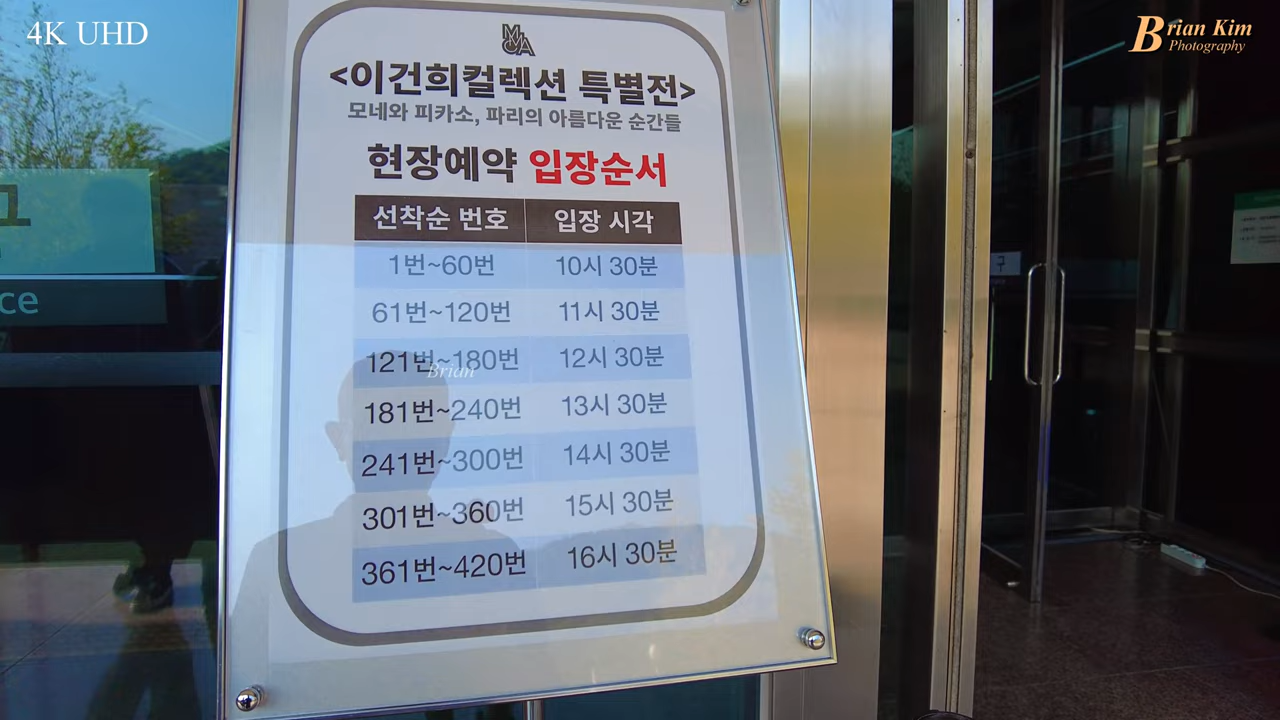 4K UHD
Brian Kim
Photography
MMCA
<이건희컬렉션 특별전>
모네와 피카소, 파리의 아름다운 순간들
현장예약 입장순서
선착순 번호 입장 시각
1번~60번 10시 30분
61번~120번 11시 30분
121번~180번 12시 30분
Brian
181번~240번 13시 30분
241번~300번 14시 30분
301번~360번 15시 30분
361번~420번 16시 30분
구
ce